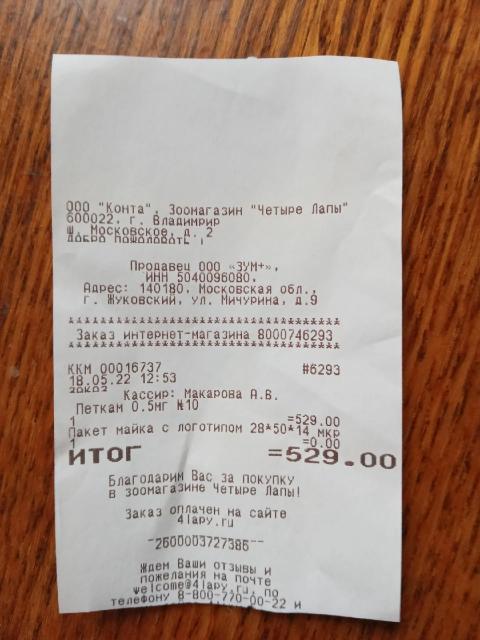 ООО "Конта", Зоомагазин "Четыре Лапы"
600022, г. Владимрир
ш. Московское, д. 2
ДОБРО ПОЖАЛОВАТЬ !
Продавец ООО «ЗУМ+»,
ИНН 5040096080,
Адрес: 140180, Московская обл.,
г. Жуковский, ул. Мичурина, д.9
************************************
Заказ интернет-магазина 8000746293
************************************
ККМ 00016737 #6293
18.05.22 12:53
ЗАКАЗ Кассир: Макарова А.В.
Петкам 0.5мг №10
1 =529.00
Пакет майка с логотипом 28*50*14 мкр
1 =0.00
ИТОГ =529.00
Благодарим Вас за покупку
в зоомагазине Четыре Лапы!
Заказ оплачен на сайте
4lapy.ru
--2600003727386--
Ждем Ваши отзывы и
пожелания на почте
welcome@4lapy.ru, по
телефону 8-800-770-00-22 и